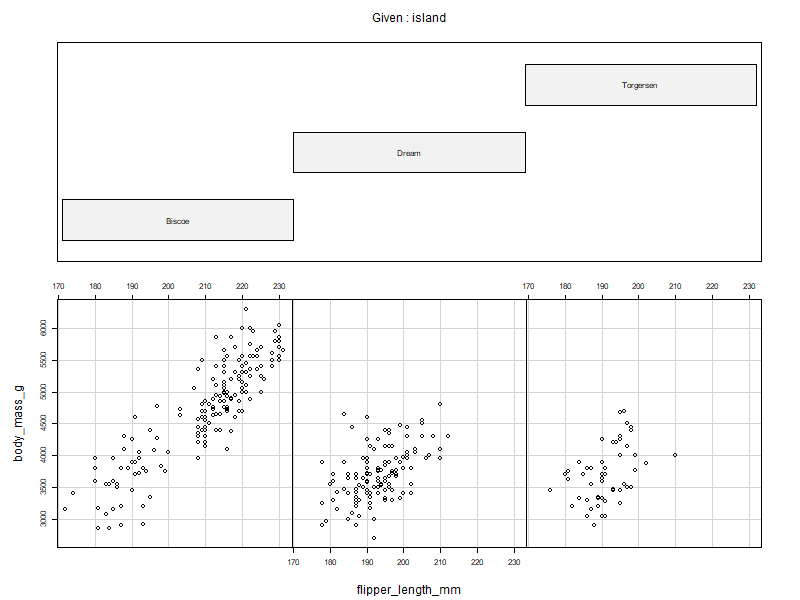 Given : island
Torgersen
Dream
Biscoe
170 180 190 200 210 220 230 170 180 190 200 210 220 230
body_mass_g
3000 3500 4000 4500 5000 5500 6000
170 180 190 200 210 220 230
flipper_length_mm